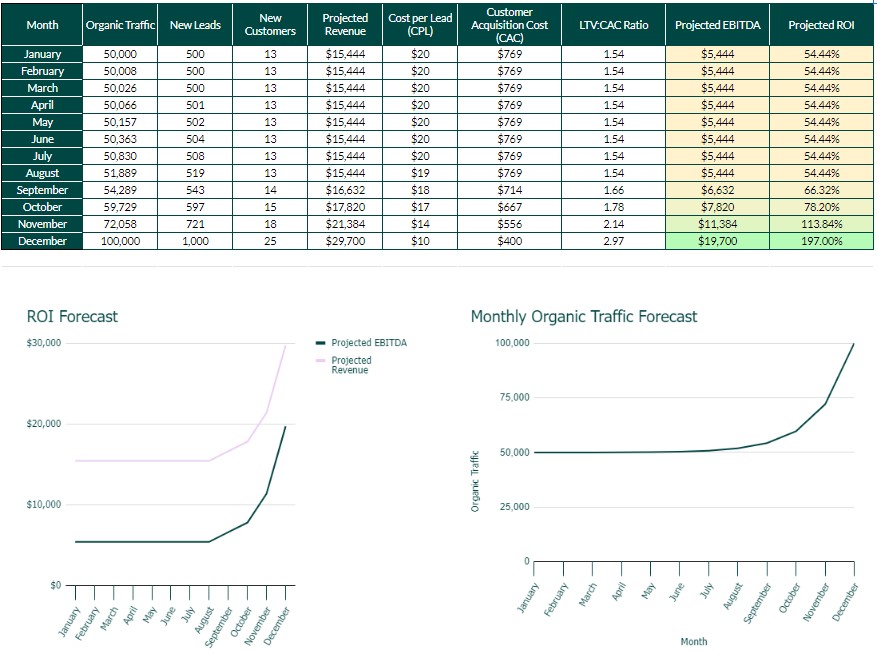 Month Organic Traffic New Leads New Customers Projected Revenue Cost per Lead (CPL) Customer Acquisition Cost (CAC) LTV:CAC Ratio Projected EBITDA Projected ROI
January 50,000 500 13 $15,444 $20 $769 1.54 $5,444 54.44%
February 50,008 500 13 $15,444 $20 $769 1.54 $5,444 54.44%
March 50,026 500 13 $15,444 $20 $769 1.54 $5,444 54.44%
April 50,066 501 13 $15,444 $20 $769 1.54 $5,444 54.44%
May 50,157 502 13 $15,444 $20 $769 1.54 $5,444 54.44%
June 50,363 504 13 $15,444 $20 $769 1.54 $5,444 54.44%
July 50,830 508 13 $15,444 $20 $769 1.54 $5,444 54.44%
August 51,889 519 13 $15,444 $19 $769 1.54 $5,444 54.44%
September 54,289 543 14 $16,632 $18 $714 1.66 $6,632 66.32%
October 59,729 597 15 $17,820 $17 $667 1.78 $7,820 78.20%
November 72,058 721 18 $21,384 $14 $556 2.14 $11,384 113.84%
December 100,000 1,000 25 $29,700 $10 $400 2.97 $19,700 197.00%
ROI Forecast
$30,000
$20,000
$10,000
$0
January February March April May June July August September October November December
Projected EBITDA
Projected
Revenue
Monthly Organic Traffic Forecast
Organic Traffic
100,000
75,000
50,000
25,000
0
January February March April May June July August September October November December
Month